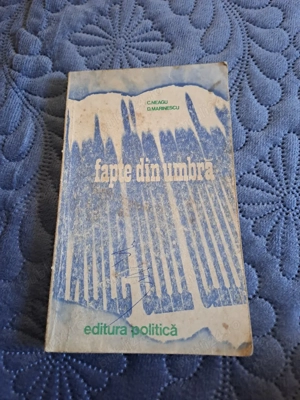 C.NEAGU
D.MARINESCU
fapte din umbră
editura politică